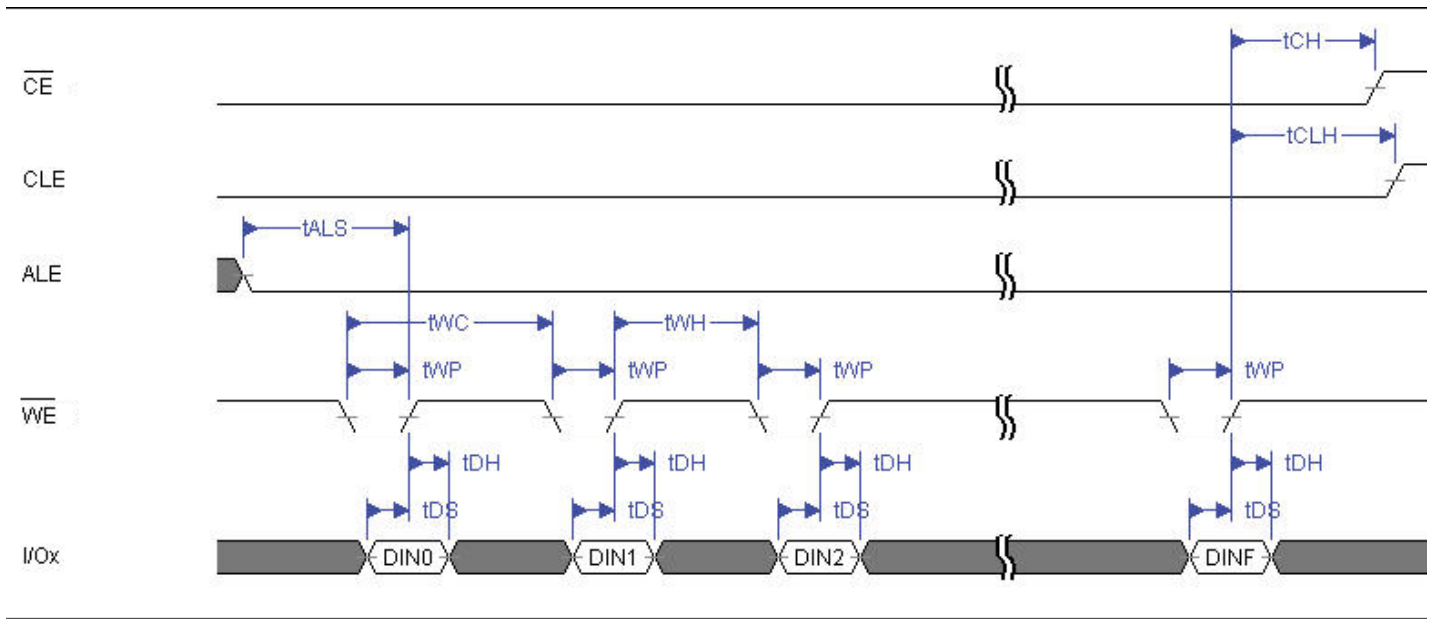 tCH
CE
tCLH
CLE
tALS
ALE
tWC tWH
tWP tWP tWP tWP
WE
tDH tDH tDH tDH
tDS tDS tDS tDS
I/Ox DIN0 DIN1 DIN2 DINF